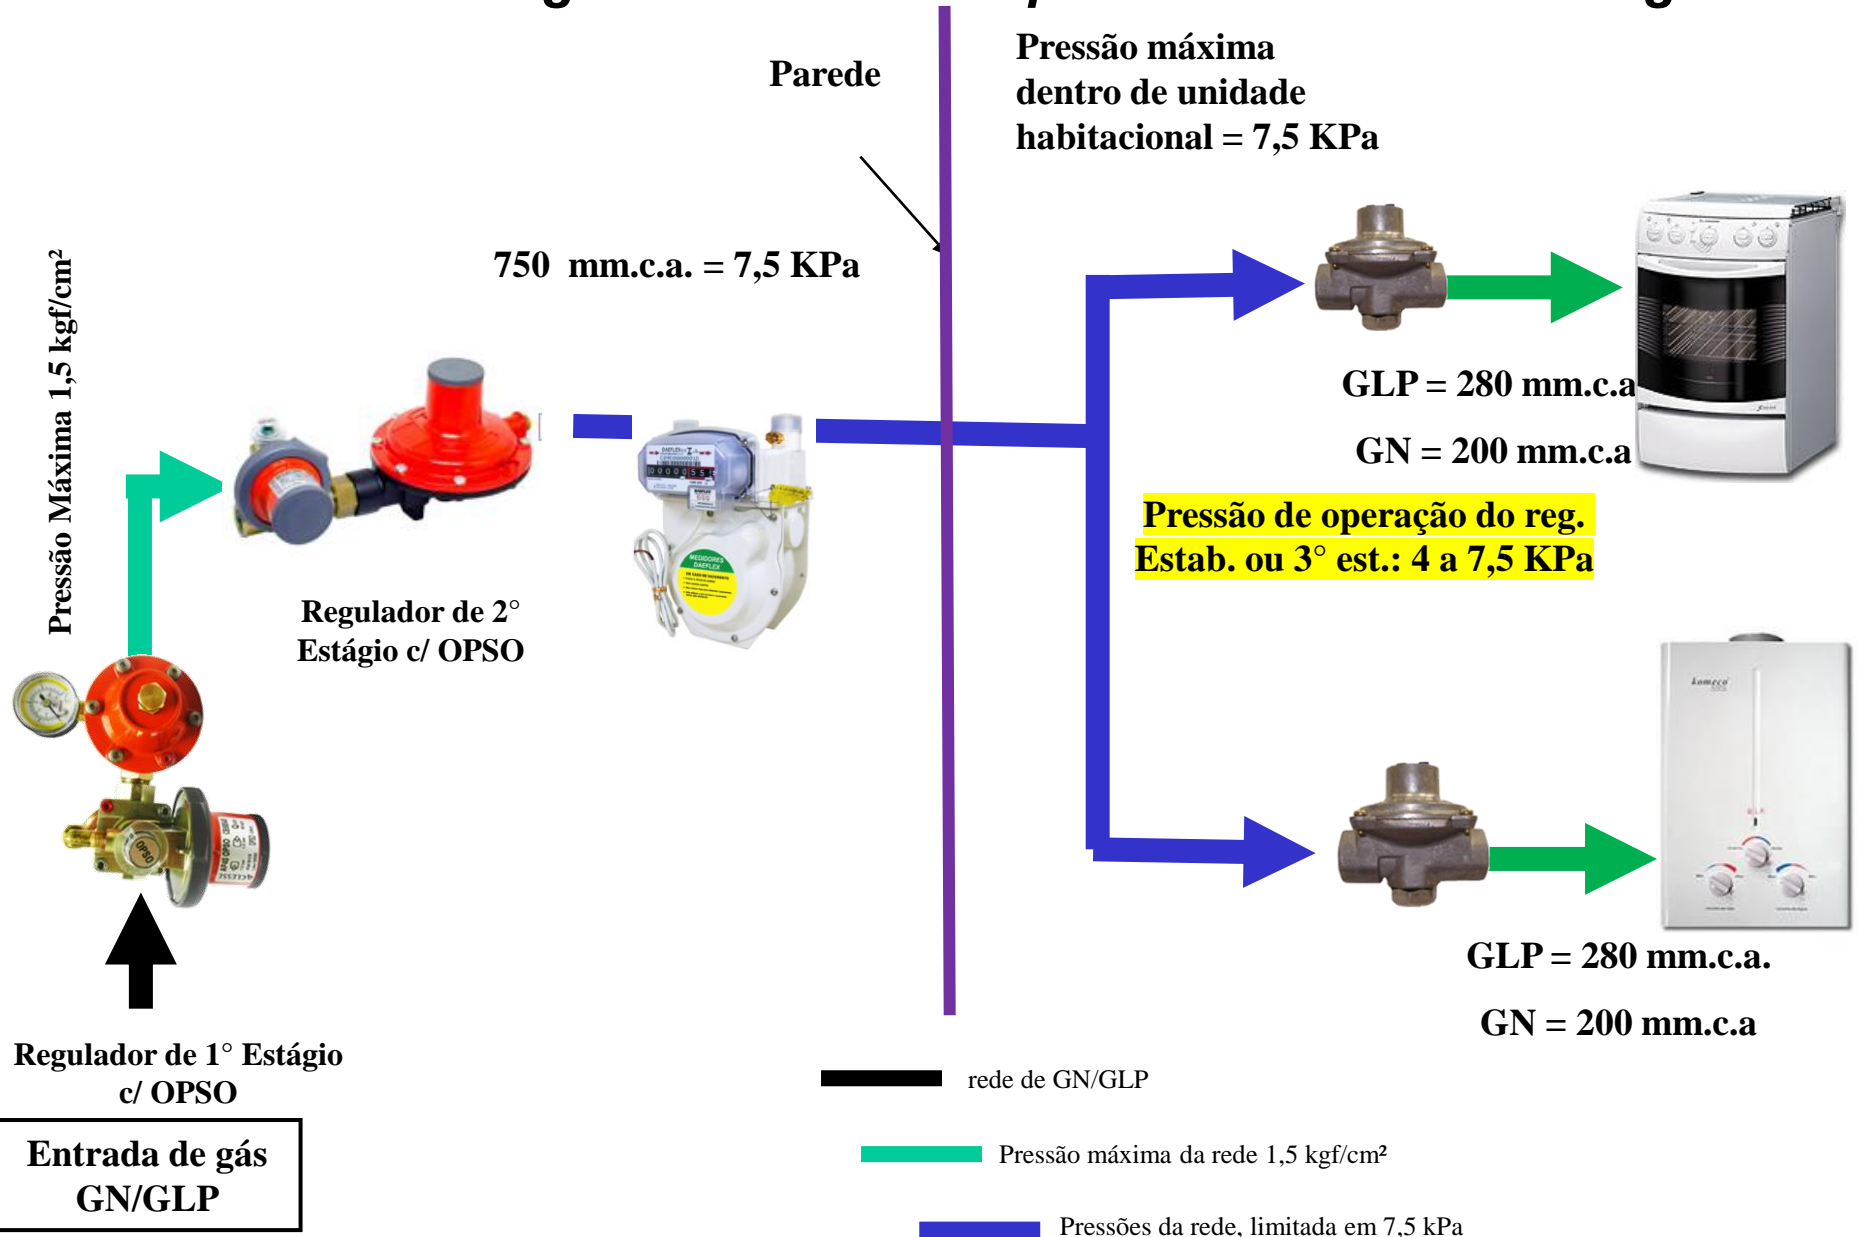 Parede
Pressão máxima
dentro de unidade
habitacional = 7,5 KPa
750 mm.c.a. = 7,5 KPa
Pressão Máxima 1,5 kgf/cm²
GLP = 280 mm.c.a
GN = 200 mm.c.a
Pressão de operação do reg.
Estab. ou 3° est.: 4 a 7,5 KPa
Regulador de 2°
Estágio c/ OPSO
MEDIDORES
DAEFLEX
OPSO
komeco
GLP = 280 mm.c.a.
GN = 200 mm.c.a
Regulador de 1° Estágio
c/ OPSO
Entrada de gás
GN/GLP
rede de GN/GLP
Pressão máxima da rede 1,5 kgf/cm²
Pressões da rede, limitada em 7,5 kPa